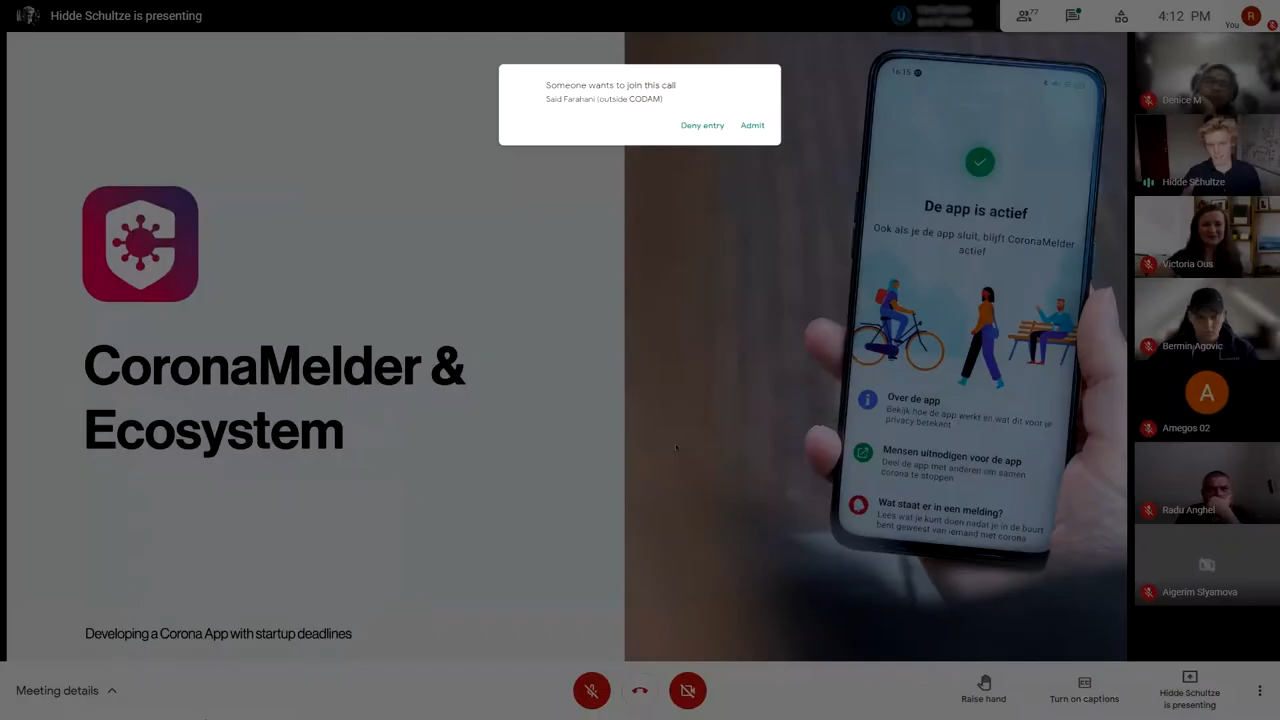 Hidde Schultze is presenting
U
77
4:12 PM
You
R
Someone wants to join this call
Said Farahani (outside CODAM)
Deny entry
Admit
CoronaMelder &
Ecosystem
Developing a Corona App with startup deadlines
16:15
De app is actief
Ook als je de app sluit, blijft CoronaMelder
actief
Over de app
Bekijk hoe de app werkt en wat dit voor je
privacy betekent
Mensen uitnodigen voor de app
Deel de app met anderen om samen
corona te stoppen
Wat staat er in een melding?
Lees wat je kunt doen nadat je in de buurt
bent geweest van iemand met corona
Denice M
Hidde Schultze
Victoria Ous
Bermin Agovic
A
Amegos 02
Radu Anghel
Aigerim Slyamova
Meeting details
Raise hand
Turn on captions
Hidde Schultze
is presenting